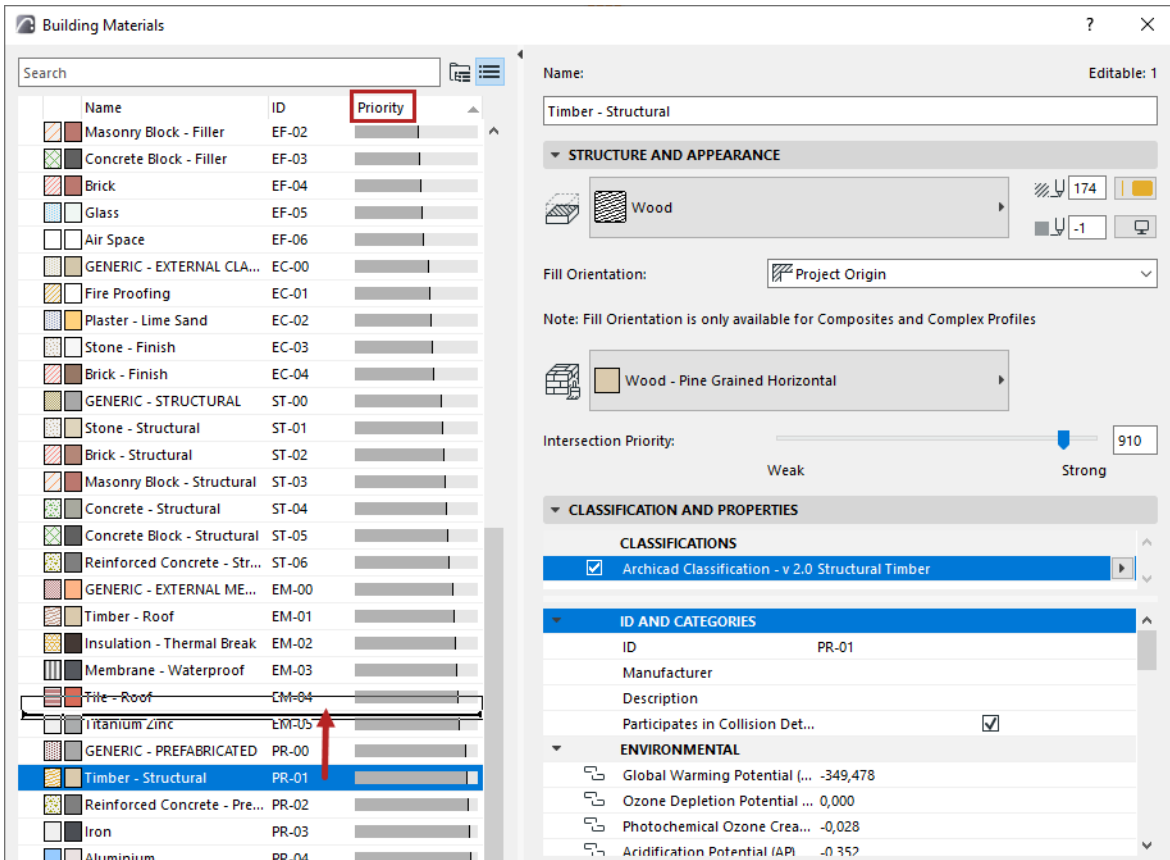 Building Materials
?
Search
Name ID Priority
Masonry Block - Filler EF-02
Concrete Block - Filler EF-03
Brick EF-04
Glass EF-05
Air Space EF-06
GENERIC - EXTERNAL CLA... EC-00
Fire Proofing EC-01
Plaster - Lime Sand EC-02
Stone - Finish EC-03
Brick - Finish EC-04
GENERIC - STRUCTURAL ST-00
Stone - Structural ST-01
Brick - Structural ST-02
Masonry Block - Structural ST-03
Concrete - Structural ST-04
Concrete Block - Structural ST-05
Reinforced Concrete - Str... ST-06
GENERIC - EXTERNAL ME... EM-00
Timber - Roof EM-01
Insulation - Thermal Break EM-02
Membrane - Waterproof EM-03
Tile - Roof EM-04
Titanium Zinc EM-05
GENERIC - PREFABRICATED PR-00
Timber - Structural PR-01
Reinforced Concrete - Pre... PR-02
Iron PR-03
Aluminium PR-04
Name: Editable: 1
Timber - Structural
STRUCTURE AND APPEARANCE
Wood
174
-1
Fill Orientation: Project Origin
Note: Fill Orientation is only available for Composites and Complex Profiles
Wood - Pine Grained Horizontal
Intersection Priority: 910
Weak Strong
CLASSIFICATION AND PROPERTIES
CLASSIFICATIONS
Archicad Classification - v 2.0 Structural Timber
ID AND CATEGORIES
ID PR-01
Manufacturer
Description
Participates in Collision Det...
ENVIRONMENTAL
Global Warming Potential (... -349,478
Ozone Depletion Potential ... 0,000
Photochemical Ozone Crea... -0,028
Acidification Potential (AP) -0,352